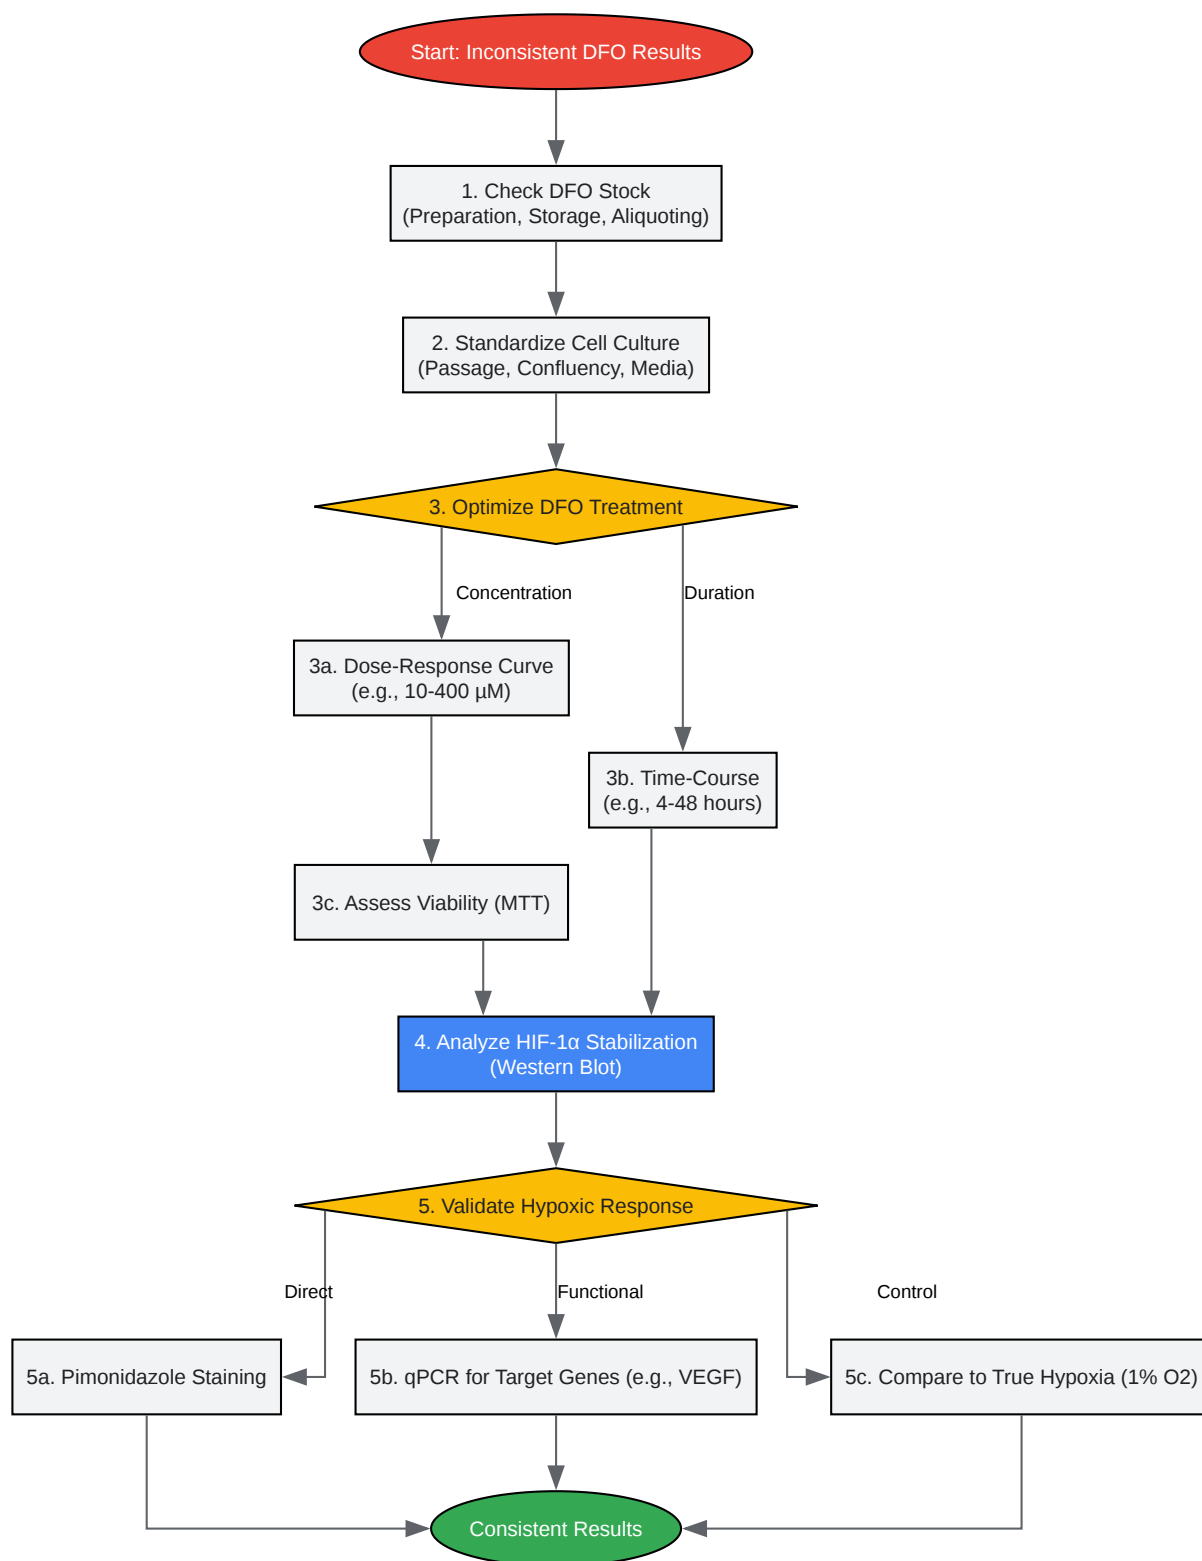 Start: Inconsistent DFO Results
1. Check DFO Stock
(Preparation, Storage, Aliquoting)
2. Standardize Cell Culture
(Passage, Confluency, Media)
3. Optimize DFO Treatment
Concentration
Duration
3a. Dose-Response Curve
(e.g., 10-400 µM)
3b. Time-Course
(e.g., 4-48 hours)
3c. Assess Viability (MTT)
4. Analyze HIF-1α Stabilization
(Western Blot)
5. Validate Hypoxic Response
Direct
Functional
Control
5a. Pimonidazole Staining
5b. qPCR for Target Genes (e.g., VEGF)
5c. Compare to True Hypoxia (1% O2)
Consistent Results